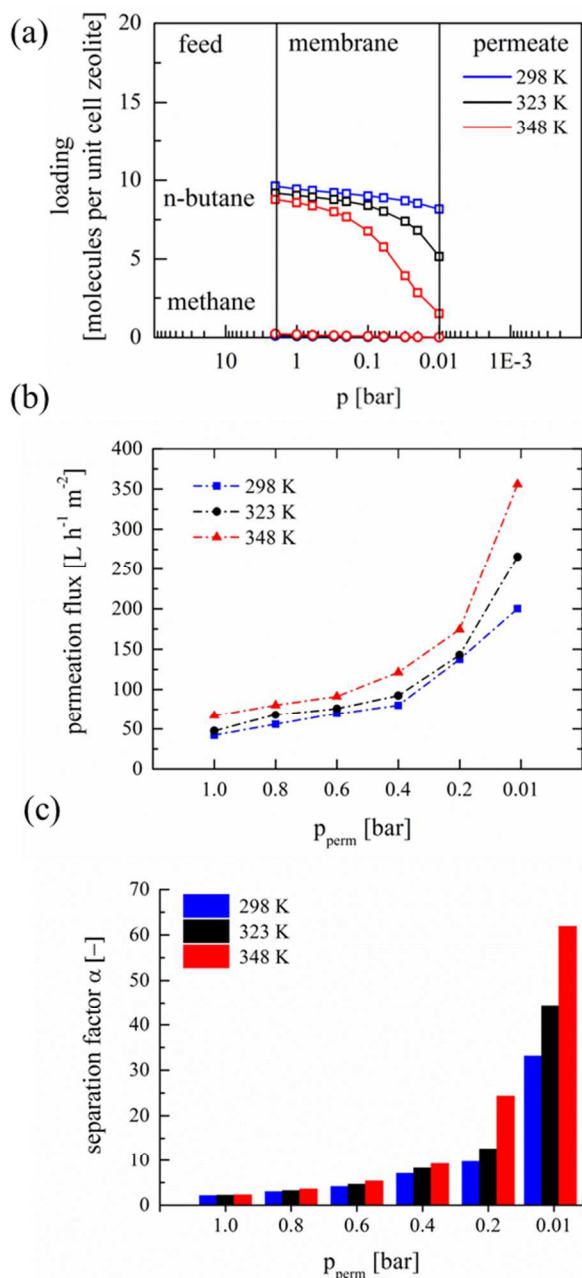 (a)
20
15
10
5
0
loading
[molecules per unit cell zeolite]
feed
membrane
permeate
298 K
323 K
348 K
n-butane
methane
10
1
0.1
0.01
1E-3
p [bar]
(b)
400
350
300
250
200
150
100
50
0
permeation flux [L h⁻¹ m⁻²]
298 K
323 K
348 K
1.0
0.8
0.6
0.4
0.2
0.01
p_perm [bar]
(c)
70
60
50
40
30
20
10
0
separation factor α [–]
298 K
323 K
348 K
1.0
0.8
0.6
0.4
0.2
0.01
p_perm [bar]